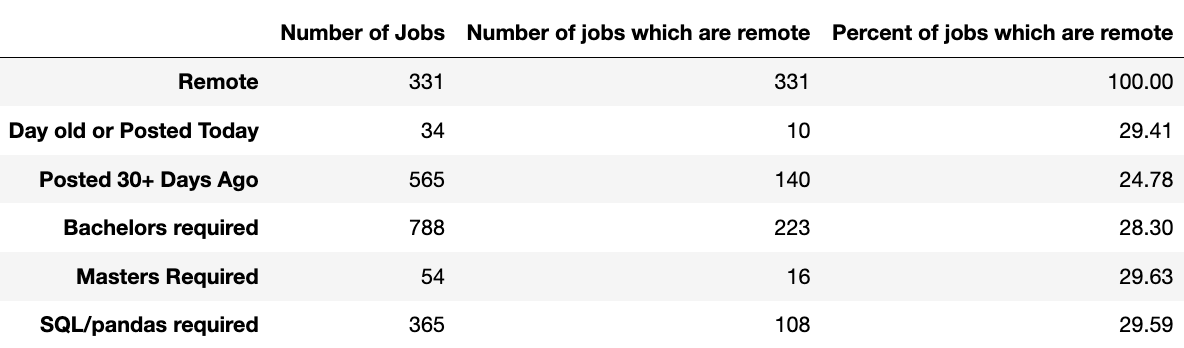 Number of Jobs Number of jobs which are remote Percent of jobs which are remote
Remote 331 331 100.00
Day old or Posted Today 34 10 29.41
Posted 30+ Days Ago 565 140 24.78
Bachelors required 788 223 28.30
Masters Required 54 16 29.63
SQL/pandas required 365 108 29.59